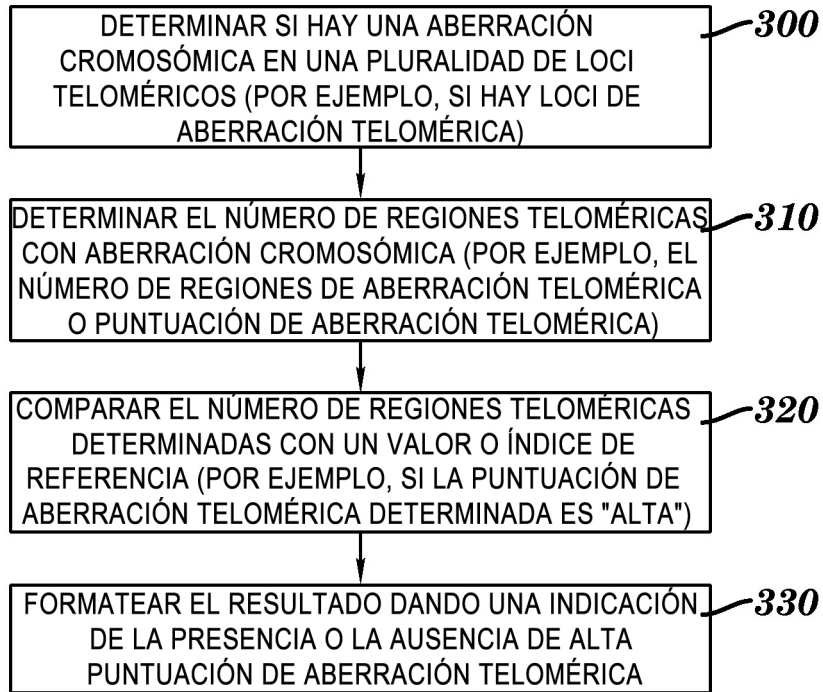 DETERMINAR SI HAY UNA ABERRACIÓN
CROMOSÓMICA EN UNA PLURALIDAD DE LOCI
TELOMÉRICOS (POR EJEMPLO, SI HAY LOCI DE
ABERRACIÓN TELOMÉRICA)
300
DETERMINAR EL NÚMERO DE REGIONES TELOMÉRICAS
CON ABERRACIÓN CROMOSÓMICA (POR EJEMPLO, EL
NÚMERO DE REGIONES DE ABERRACIÓN TELOMÉRICA
O PUNTUACIÓN DE ABERRACIÓN TELOMÉRICA)
310
COMPARAR EL NÚMERO DE REGIONES TELOMÉRICAS
DETERMINADAS CON UN VALOR O ÍNDICE DE
REFERENCIA (POR EJEMPLO, SI LA PUNTUACIÓN DE
ABERRACIÓN TELOMÉRICA DETERMINADA ES "ALTA")
320
FORMATEAR EL RESULTADO DANDO UNA INDICACIÓN
DE LA PRESENCIA O LA AUSENCIA DE ALTA
PUNTUACIÓN DE ABERRACIÓN TELOMÉRICA
330